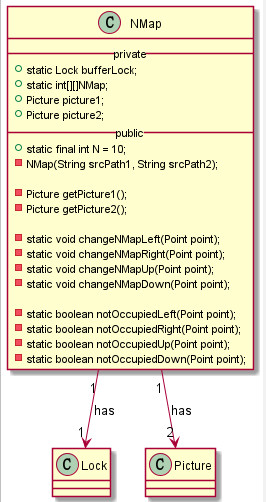 C NMap
private
static Lock bufferLock;
static int[][]NMap;
Picture picture1;
Picture picture2;
public
static final int N = 10;
NMap(String srcPath1, String srcPath2);
Picture getPicture1();
Picture getPicture2();
static void changeNMapLeft(Point point);
static void changeNMapRight(Point point);
static void changeNMapUp(Point point);
static void changeNMapDown(Point point);
static boolean notOccupiedLeft(Point point);
static boolean notOccupiedRight(Point point);
static boolean notOccupiedUp(Point point);
static boolean notOccupiedDown(Point point);
1 1
has has
1 2
C Lock C Picture